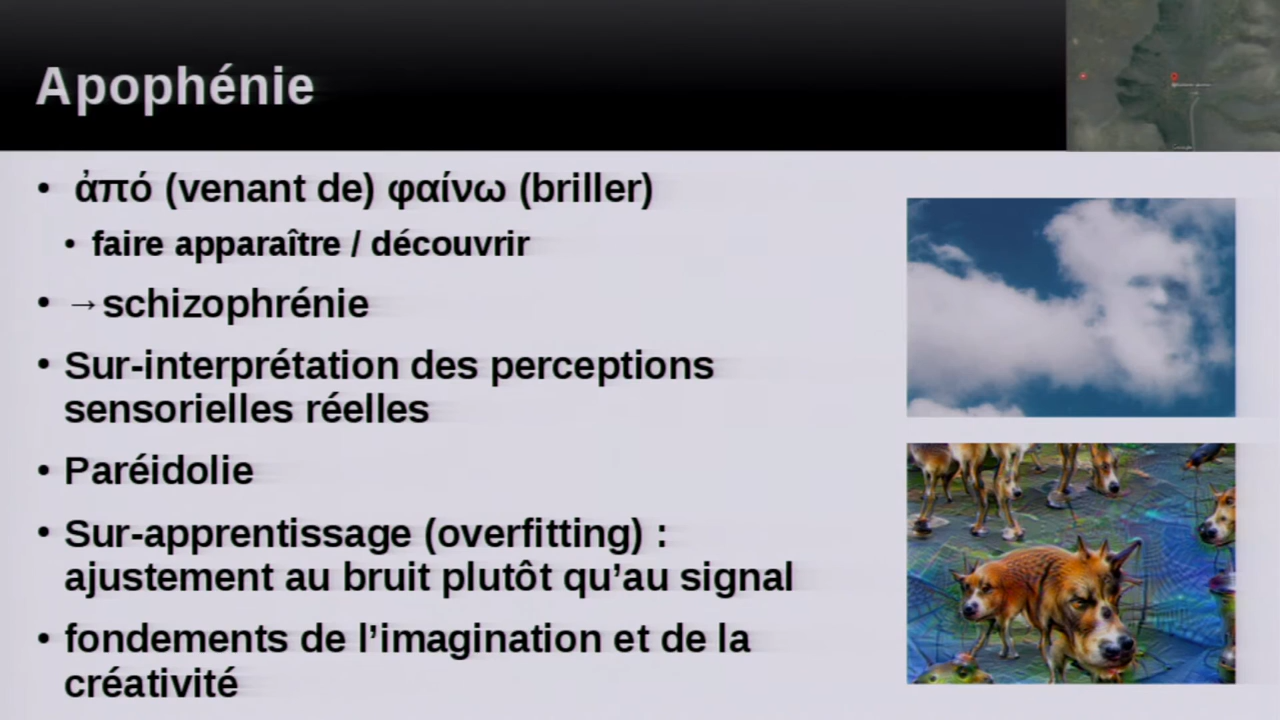 Apophénie
• ἀπό (venant de) φαίνω (briller)
• faire apparaître / découvrir
• →schizophrénie
• Sur-interprétation des perceptions
sensorielles réelles
• Paréidolie
• Sur-apprentissage (overfitting) :
ajustement au bruit plutôt qu’au signal
• fondements de l’imagination et de la
créativité